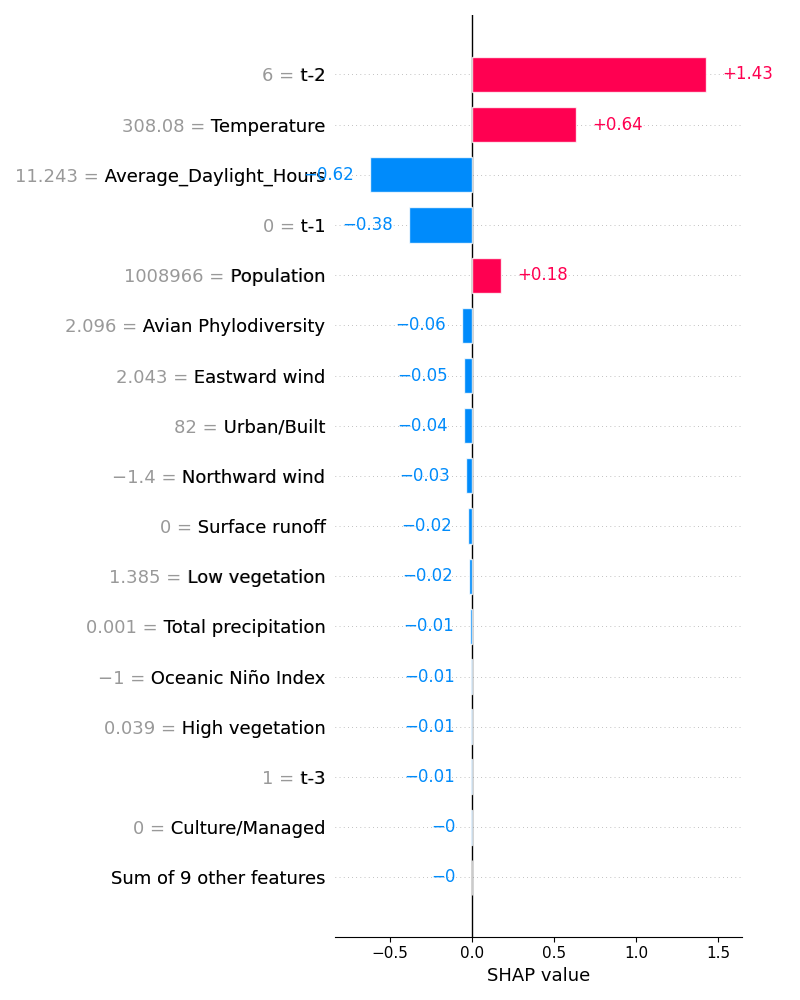 6 = t-2 +1.43
308.08 = Temperature +0.64
11.243 = Average_Daylight_Hours −0.62
0 = t-1 −0.38
1008966 = Population +0.18
2.096 = Avian Phylodiversity −0.06
2.043 = Eastward wind −0.05
82 = Urban/Built −0.04
−1.4 = Northward wind −0.03
0 = Surface runoff −0.02
1.385 = Low vegetation −0.02
0.001 = Total precipitation −0.01
−1 = Oceanic Niño Index −0.01
0.039 = High vegetation −0.01
1 = t-3 −0.01
0 = Culture/Managed −0
Sum of 9 other features −0
−0.5 0.0 0.5 1.0 1.5
SHAP value